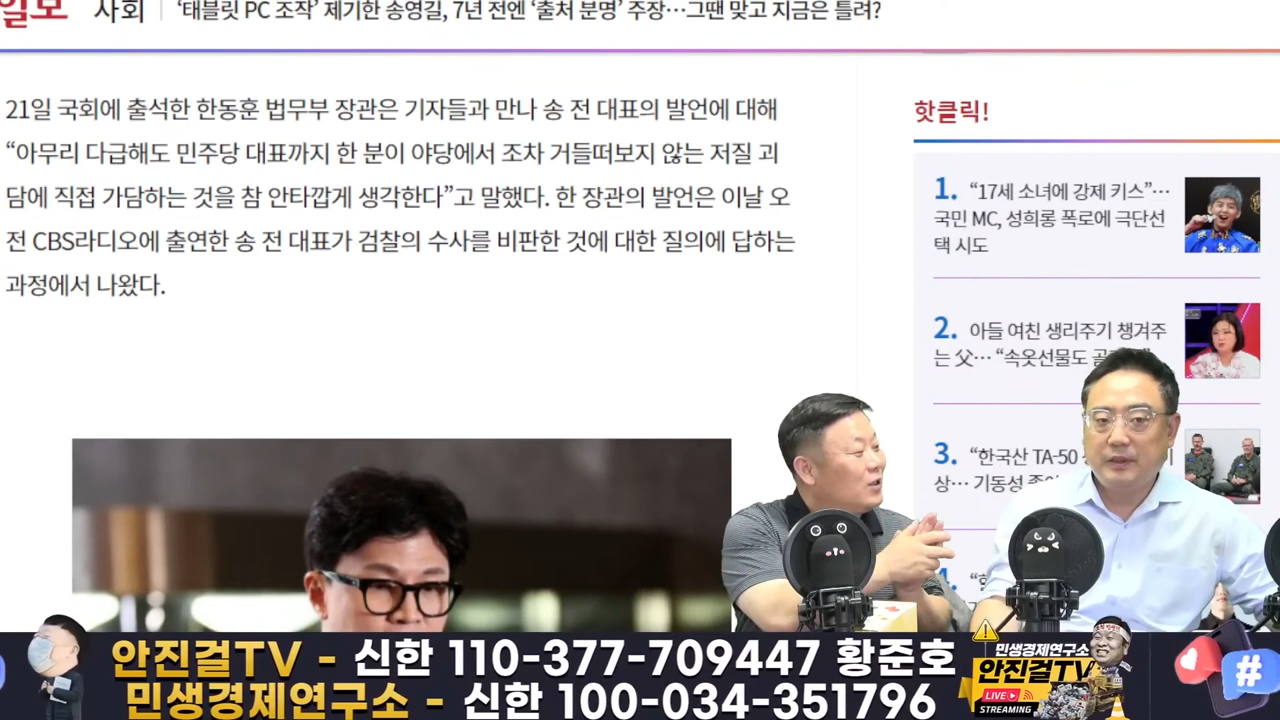 일보 사회 '태블릿 PC 조작' 제기한 송영길, 7년 전엔 '출처 분명' 주장…그땐 맞고 지금은 틀려?
21일 국회에 출석한 한동훈 법무부 장관은 기자들과 만나 송 전 대표의 발언에 대해
“아무리 다급해도 민주당 대표까지 한 분이 야당에서 조차 거들떠보지 않는 저질 괴
담에 직접 가담하는 것을 참 안타깝게 생각한다”고 말했다. 한 장관의 발언은 이날 오
전 CBS라디오에 출연한 송 전 대표가 검찰의 수사를 비판한 것에 대한 질의에 답하는
과정에서 나왔다.
핫클릭!
1. “17세 소녀에 강제 키스”…
국민 MC, 성희롱 폭로에 극단선
택 시도
2. 아들 여친 생리주기 챙겨주
는 父… “속옷선물도
3. “한국산 TA-50
상… 기동성
4.
안진걸TV - 신한 110-377-709447 황준호
민생경제연구소 - 신한 100-034-351796
민생경제연구소
안진걸TV
LIVE
STREAMING
#